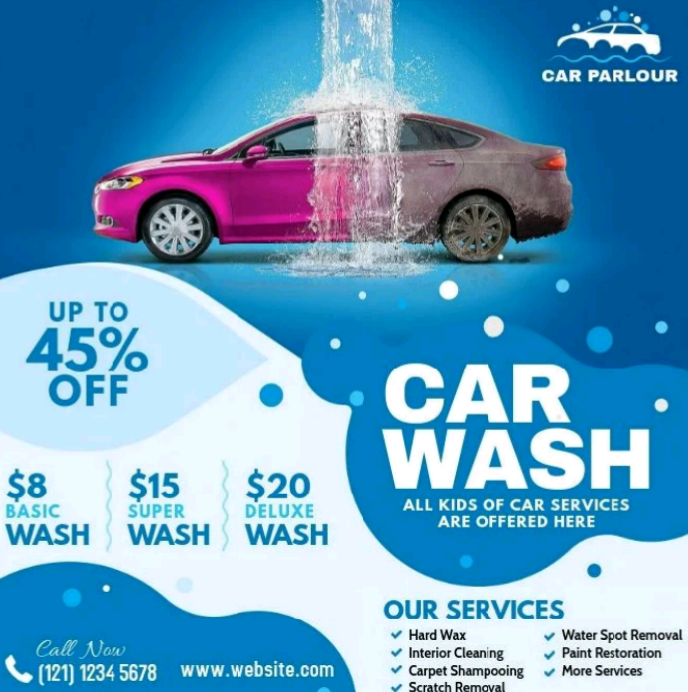 CAR PARLOUR
UP TO
45%
OFF
CAR
WASH
ALL KIDS OF CAR SERVICES
ARE OFFERED HERE
$8
BASIC
WASH
$15
SUPER
WASH
$20
DELUXE
WASH
OUR SERVICES
Hard Wax
Interior Cleaning
Carpet Shampooing
Scratch Removal
Water Spot Removal
Paint Restoration
More Services
Call Now
(121) 1234 5678
www.website.com